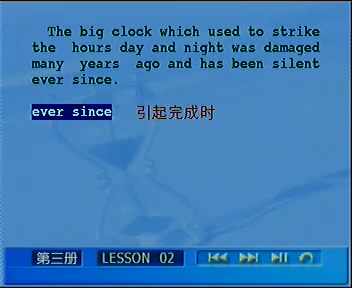 The big clock which used to strike
the hours day and night was damaged
many years ago and has been silent
ever since.
ever since 引起完成时
第三册 LESSON 02